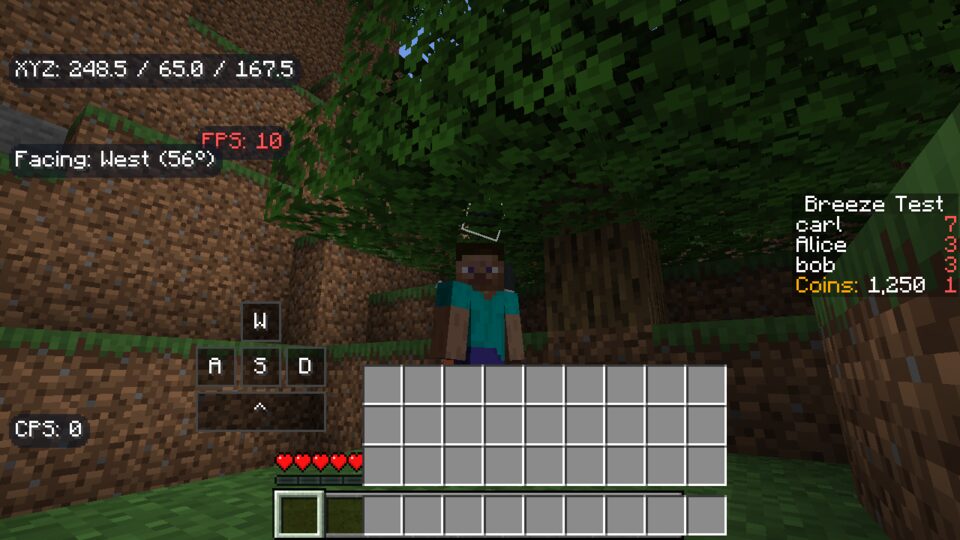 XYZ: 248.5 / 65.0 / 167.5
FPS: 10
Facing: West (56º)
Breeze Test
carl 7
Alice 3
bob 3
Coins: 1,250 1
W
A S D
^
CPS: 0